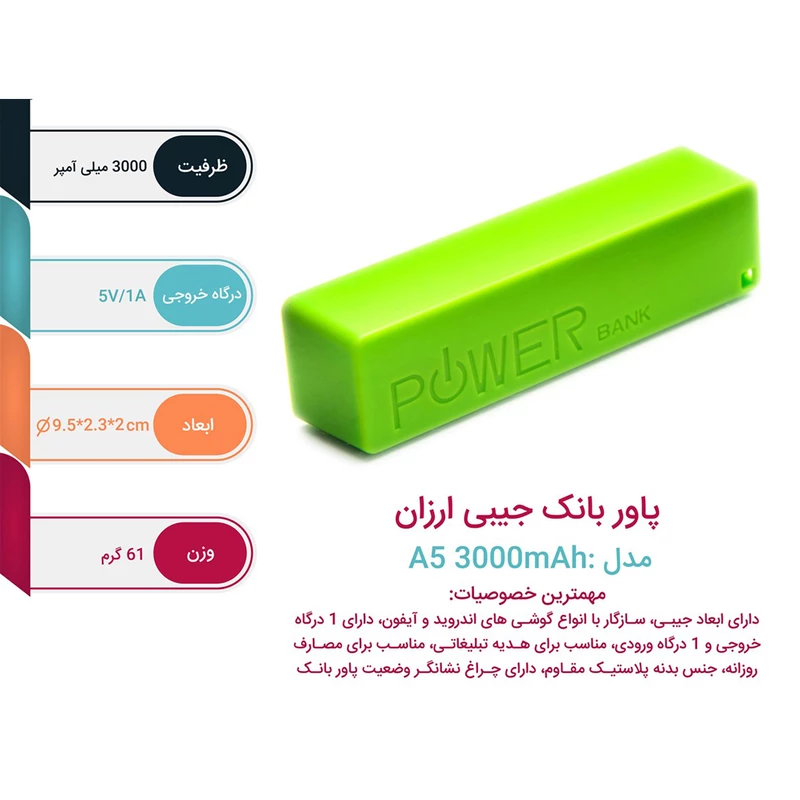 ظرفیت 3000 میلی آمپر
درگاه خروجی 5V/1A
ابعاد Ø9.5*2.3*2cm
وزن 61 گرم
POWER BANK
پاور بانک جیبی ارزان
مدل :A5 3000mAh
مهمترین خصوصیات:
دارای ابعاد جیبی، سازگار با انواع گوشی های اندروید و آیفون، دارای 1 درگاه
خروجی و 1 درگاه ورودی، مناسب برای هدیه تبلیغاتی، مناسب برای مصارف
روزانه، جنس بدنه پلاستیک مقاوم، دارای چراغ نشانگر وضعیت پاور بانک